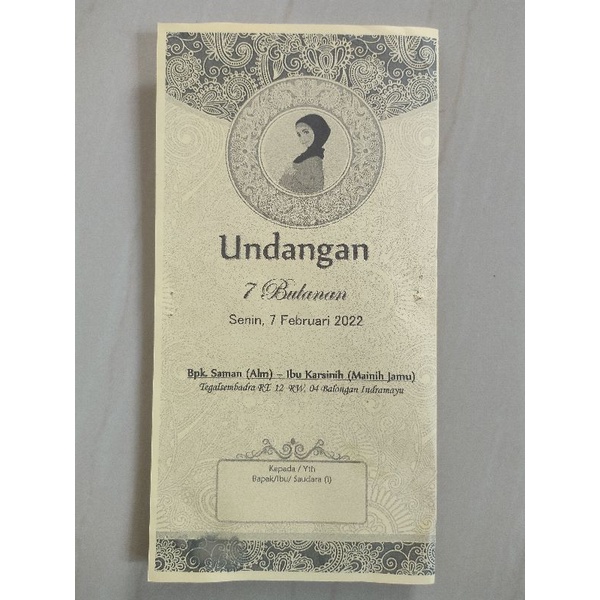 Undangan
7 Bulanan
Senin, 7 Februari 2022
Bpk. Saman (Alm) – Ibu Karsinih (Mainih Jamu)
Tegalsembadra RT. 12 RW. 04 Balongan Indramayu
Kepada / Yth
Bapak/Ibu/ Saudara (i)